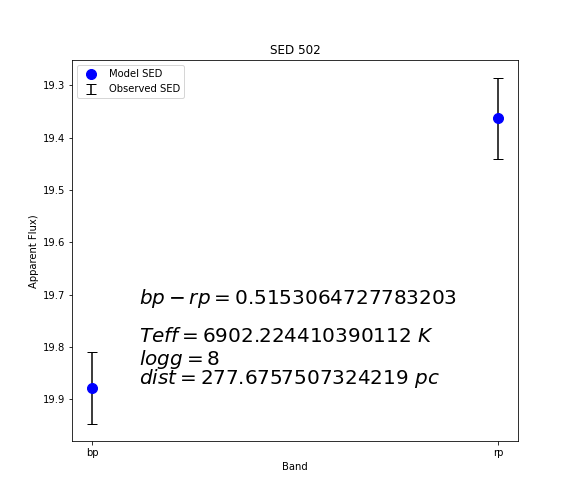 SED 502
Model SED
Observed SED
19.3
19.4
19.5
19.6
19.7
19.8
19.9
Apparent Flux)
bp − rp = 0.5153064727783203
Teff = 6902.224410390112 K
logg = 8
dist = 277.6757507324219 pc
bp
rp
Band